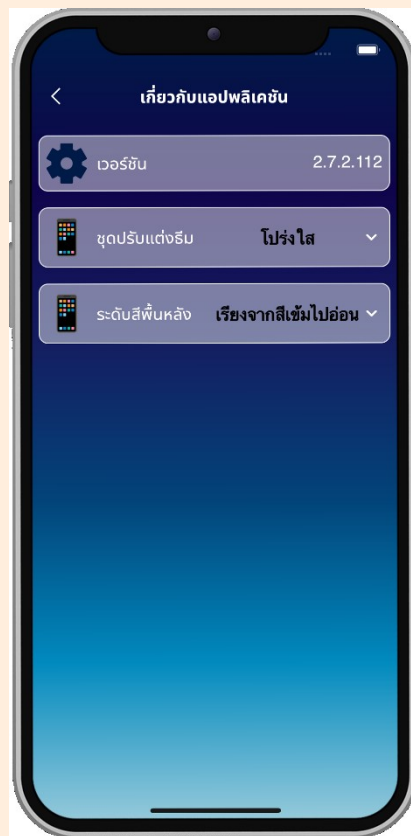 เกี่ยวกับแอปพลิเคชัน
เวอร์ชัน 2.7.2.112
ชุดปรับแต่งธีม โปร่งใส
ระดับสีพื้นหลัง เรียงจากสีเข้มไปอ่อน